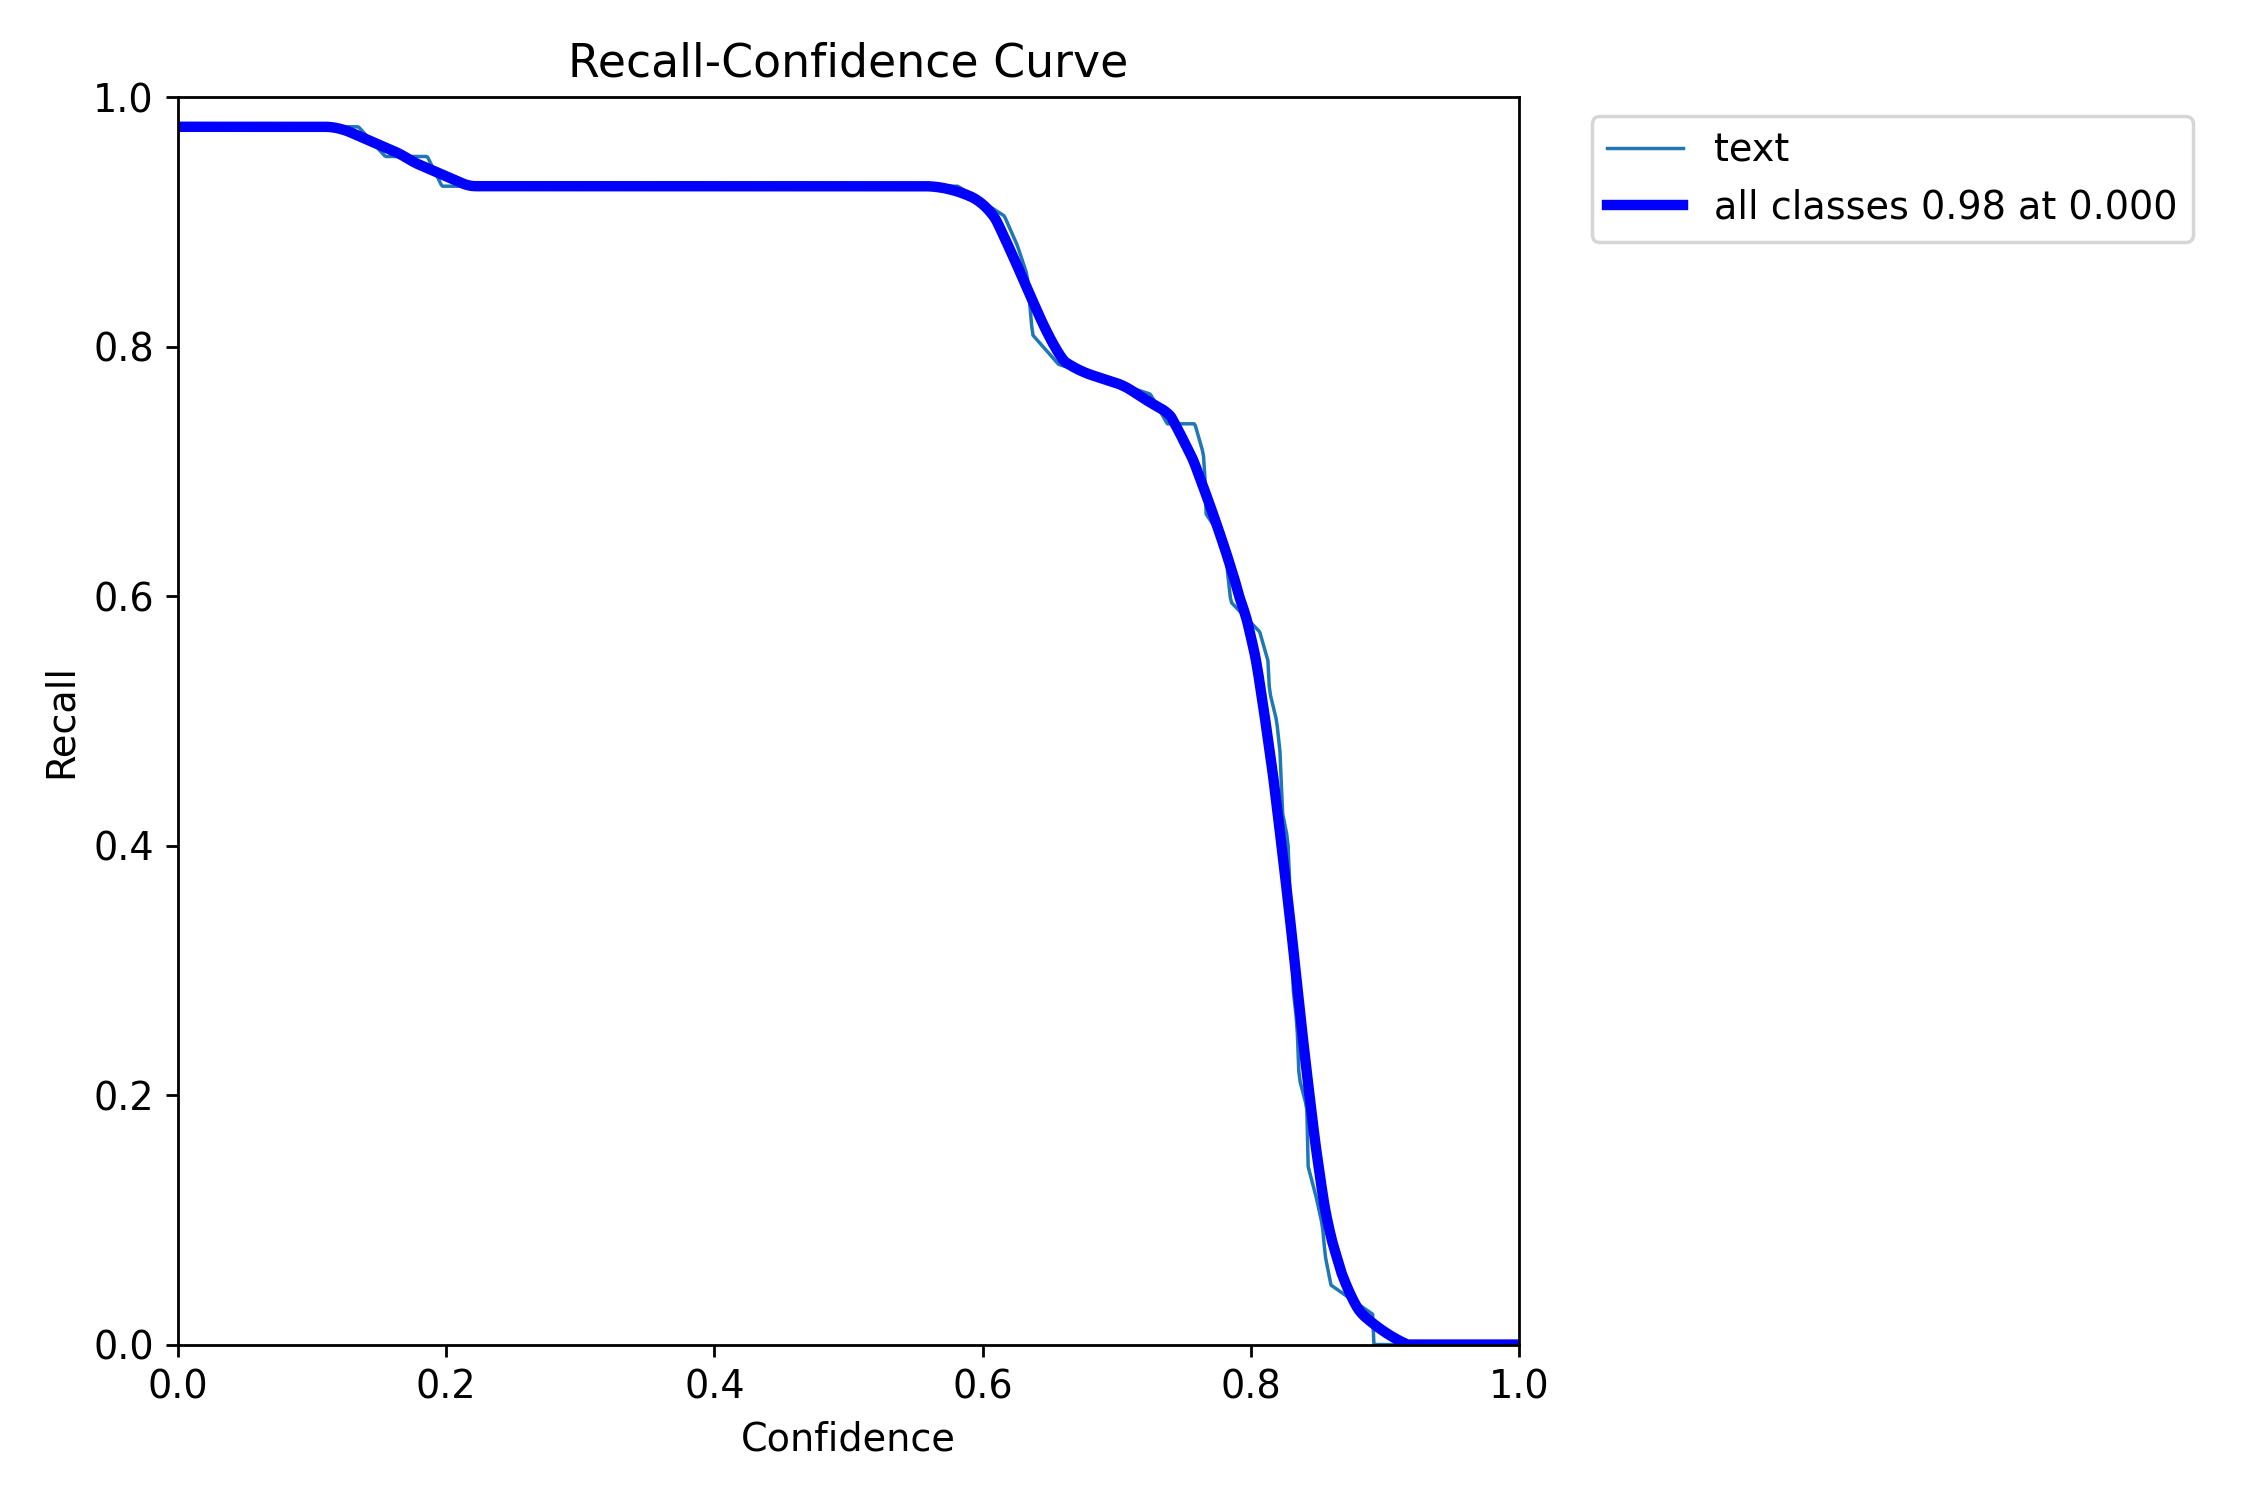 Recall-Confidence Curve
1.0
0.8
0.6
0.4
0.2
0.0
Recall
0.0 0.2 0.4 0.6 0.8 1.0
Confidence
text
all classes 0.98 at 0.000